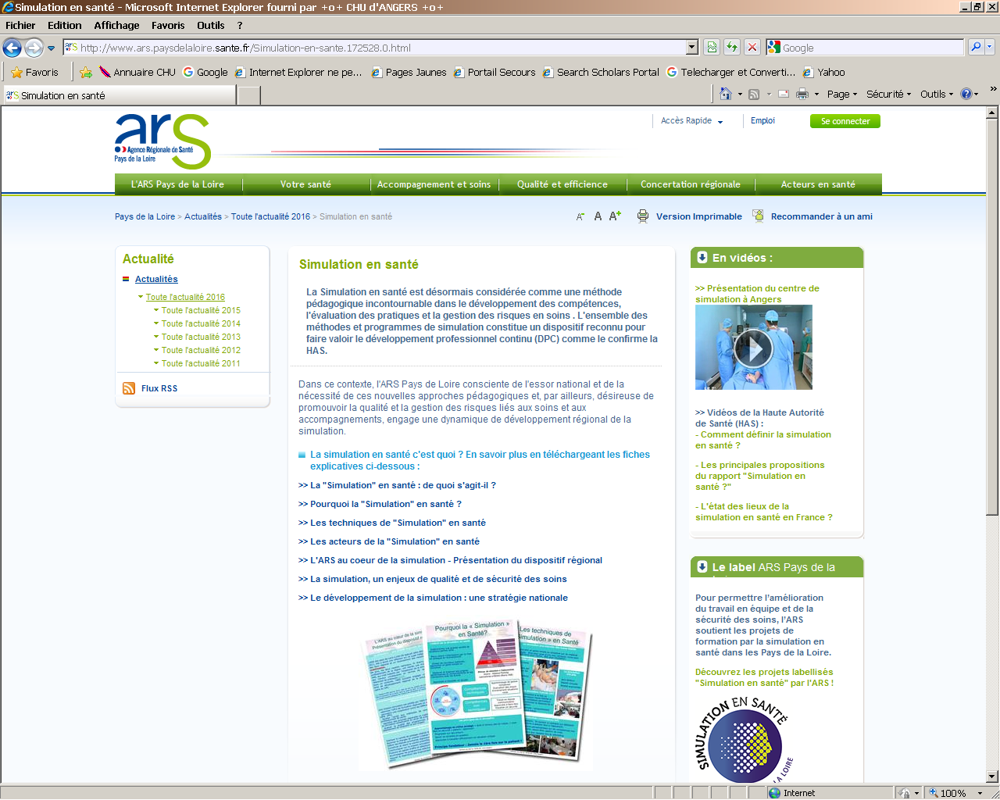 Simulation en santé - Microsoft Internet Explorer fourni par +o+ CHU d'ANGERS +o+
Fichier Edition Affichage Favoris Outils ?
http://www.ars.paysdelaloire.sante.fr/Simulation-en-sante.172528.0.html
Google
Favoris Annuaire CHU Google Internet Explorer ne pe... Pages Jaunes Portail Secours Search Scholars Portal Telecharger et Converti... Yahoo
Simulation en santé
Page Sécurité Outils »
ars
Agence Régionale de Santé
Pays de la Loire
Accès Rapide Emploi Se connecter
L'ARS Pays de la Loire Votre santé Accompagnement et soins Qualité et efficience Concertation régionale Acteurs en santé
Pays de la Loire > Actualités > Toute l'actualité 2016 > Simulation en santé
A- A A+ Version Imprimable Recommander à un ami
Actualité
Actualités
Toute l'actualité 2016
Toute l'actualité 2015
Toute l'actualité 2014
Toute l'actualité 2013
Toute l'actualité 2012
Toute l'actualité 2011
Flux RSS
Simulation en santé
La Simulation en santé est désormais considérée comme une méthode
pédagogique incontournable dans le développement des compétences,
l'évaluation des pratiques et la gestion des risques en soins . L'ensemble des
méthodes et programmes de simulation constitue un dispositif reconnu pour
faire valoir le développement professionnel continu (DPC) comme le confirme la
HAS.
Dans ce contexte, l'ARS Pays de Loire consciente de l'essor national et de la
nécessité de ces nouvelles approches pédagogiques et, par ailleurs, désireuse de
promouvoir la qualité et la gestion des risques liés aux soins et aux
accompagnements, engage une dynamique de développement régional de la
simulation.
La simulation en santé c'est quoi ? En savoir plus en téléchargeant les fiches
explicatives ci-dessous :
>> La "Simulation" en santé : de quoi s'agit-il ?
>> Pourquoi la "Simulation" en santé ?
>> Les techniques de "Simulation" en santé
>> Les acteurs de la "Simulation" en santé
>> L'ARS au coeur de la simulation - Présentation du dispositif régional
>> La simulation, un enjeux de qualité et de sécurité des soins
>> Le développement de la simulation : une stratégie nationale
L'ARS au cœur de la sim
Présentation du dispositif
Pourquoi la « Simulation »
en Santé?
Les techniques de
Simulation » en Santé
En vidéos :
>> Présentation du centre de
simulation à Angers
>> Vidéos de la Haute Autorité
de Santé (HAS) :
- Comment définir la simulation
en santé ?
- Les principales propositions
du rapport "Simulation en
santé ?"
- L'état des lieux de la
simulation en santé en France ?
Le label ARS Pays de la
Pour permettre l'amélioration
du travail en équipe et de la
sécurité des soins, l'ARS
soutient les projets de
formation par la simulation en
santé dans les Pays de la Loire.
Découvrez les projets labellisés
"Simulation en santé" par l'ARS !
SIMULATION EN SANTÉ
LA LOIRE
Internet 100%